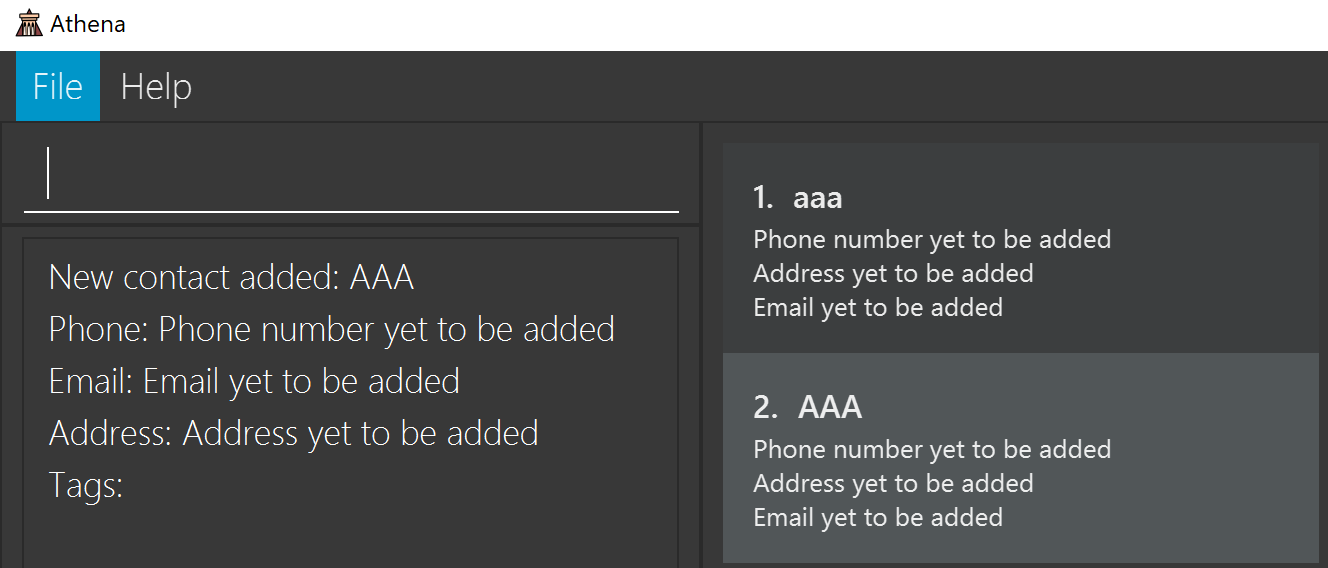 Athena
File Help
New contact added: AAA
Phone: Phone number yet to be added
Email: Email yet to be added
Address: Address yet to be added
Tags:
1. aaa
Phone number yet to be added
Address yet to be added
Email yet to be added
2. AAA
Phone number yet to be added
Address yet to be added
Email yet to be added